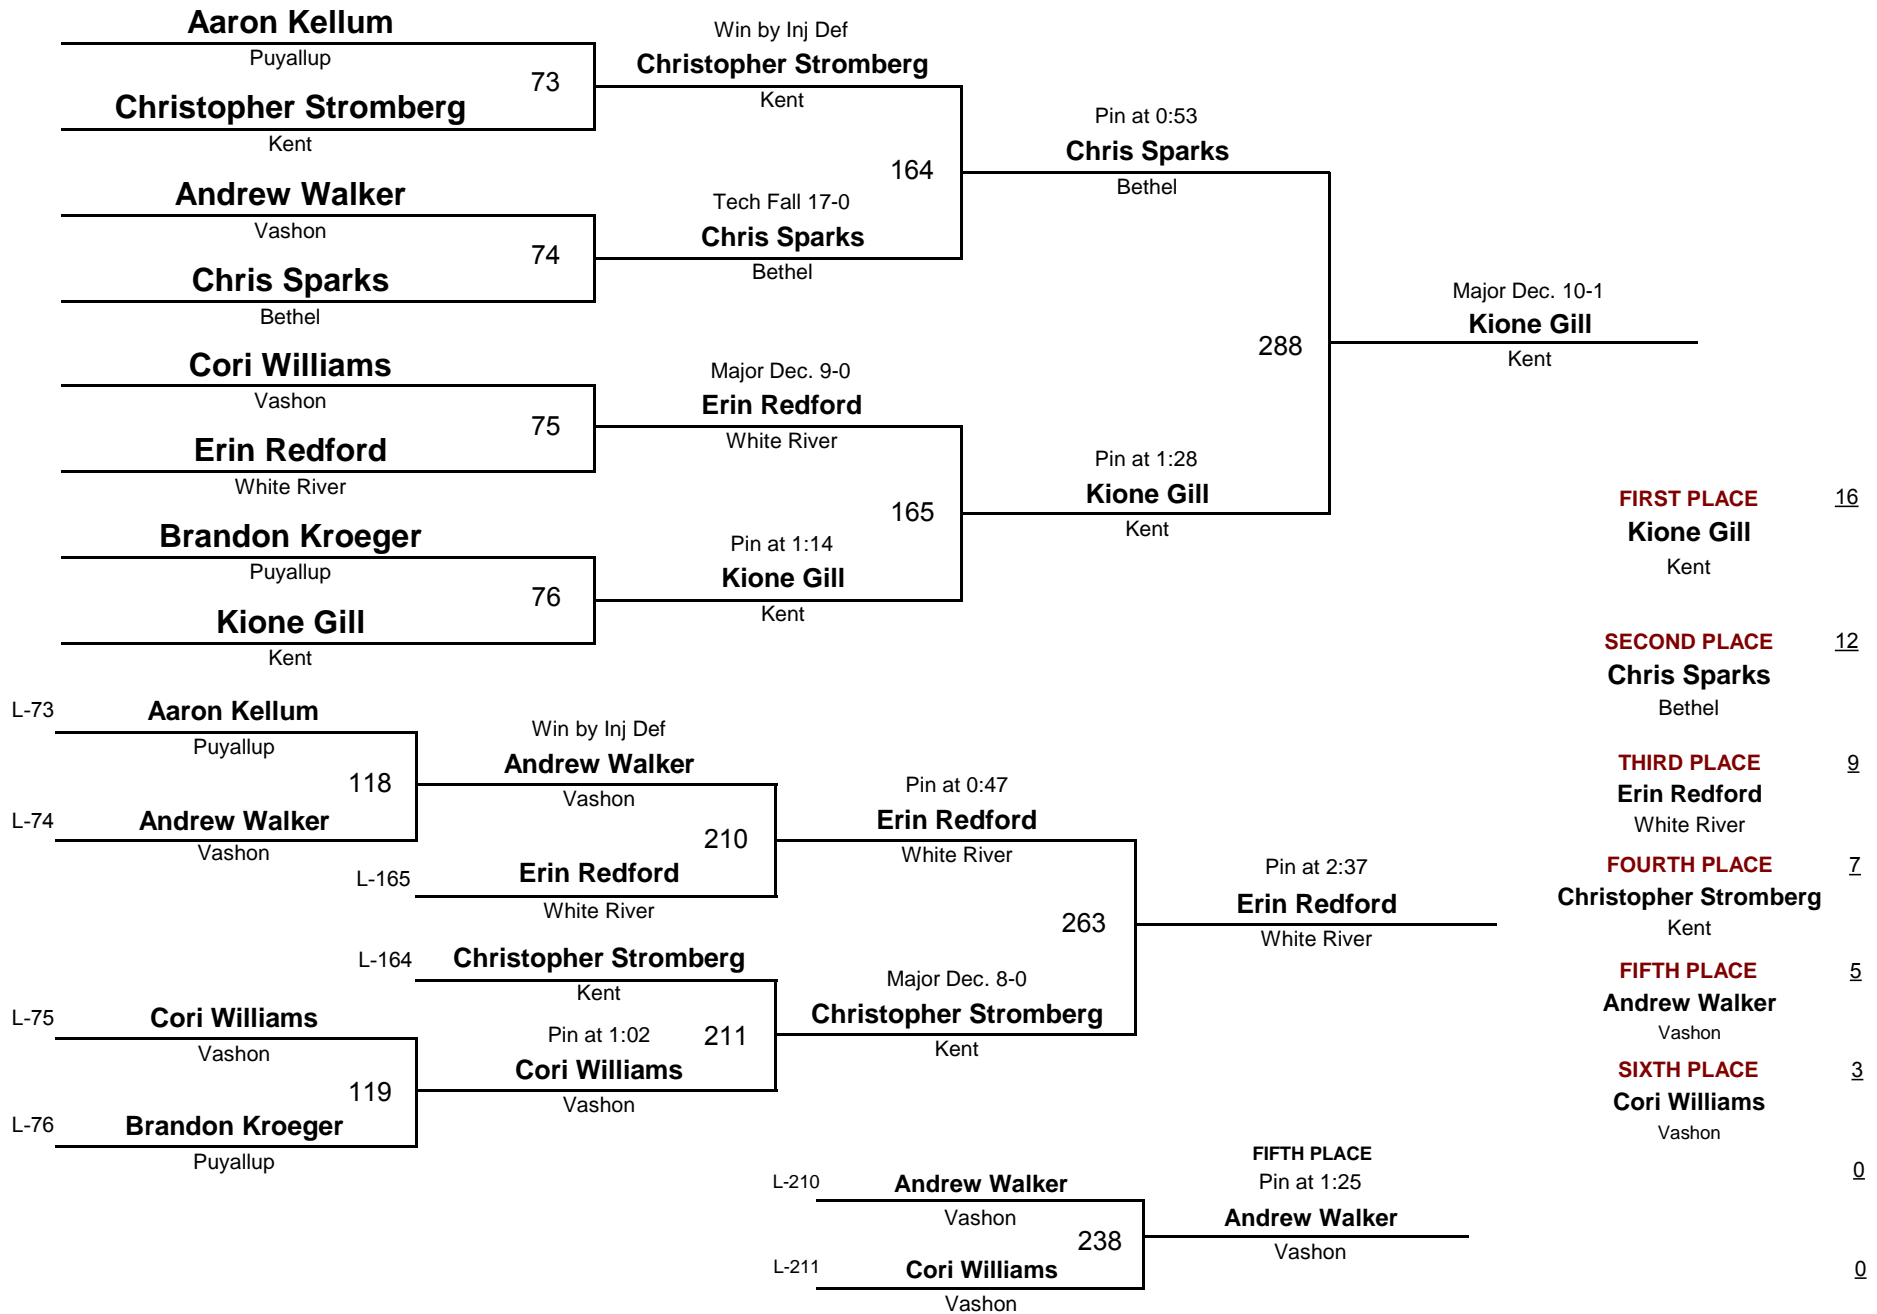 Aaron Kellum
Puyallup
73
Christopher Stromberg
Kent
Andrew Walker
Vashon
74
Chris Sparks
Bethel
Cori Williams
Vashon
75
Erin Redford
White River
Brandon Kroeger
Puyallup
76
Kione Gill
Kent
Win by Inj Def
Christopher Stromberg
Kent
164
Tech Fall 17-0
Chris Sparks
Bethel
Major Dec. 9-0
Erin Redford
White River
165
Pin at 1:14
Kione Gill
Kent
Pin at 0:53
Chris Sparks
Bethel
288
Pin at 1:28
Kione Gill
Kent
Major Dec. 10-1
Kione Gill
Kent
FIRST PLACE 16
Kione Gill
Kent
SECOND PLACE 12
Chris Sparks
Bethel
THIRD PLACE 9
Erin Redford
White River
FOURTH PLACE 7
Christopher Stromberg
Kent
FIFTH PLACE 5
Andrew Walker
Vashon
SIXTH PLACE 3
Cori Williams
Vashon
0
0
L-73 Aaron Kellum
Puyallup
118
L-74 Andrew Walker
Vashon
Win by Inj Def
Andrew Walker
Vashon
210
L-165 Erin Redford
White River
L-164 Christopher Stromberg
Kent
211
L-75 Cori Williams
Vashon
119
L-76 Brandon Kroeger
Puyallup
Pin at 1:02
Cori Williams
Vashon
Pin at 0:47
Erin Redford
White River
263
Major Dec. 8-0
Christopher Stromberg
Kent
Pin at 2:37
Erin Redford
White River
L-210 Andrew Walker
Vashon
238
L-211 Cori Williams
Vashon
FIFTH PLACE
Pin at 1:25
Andrew Walker
Vashon